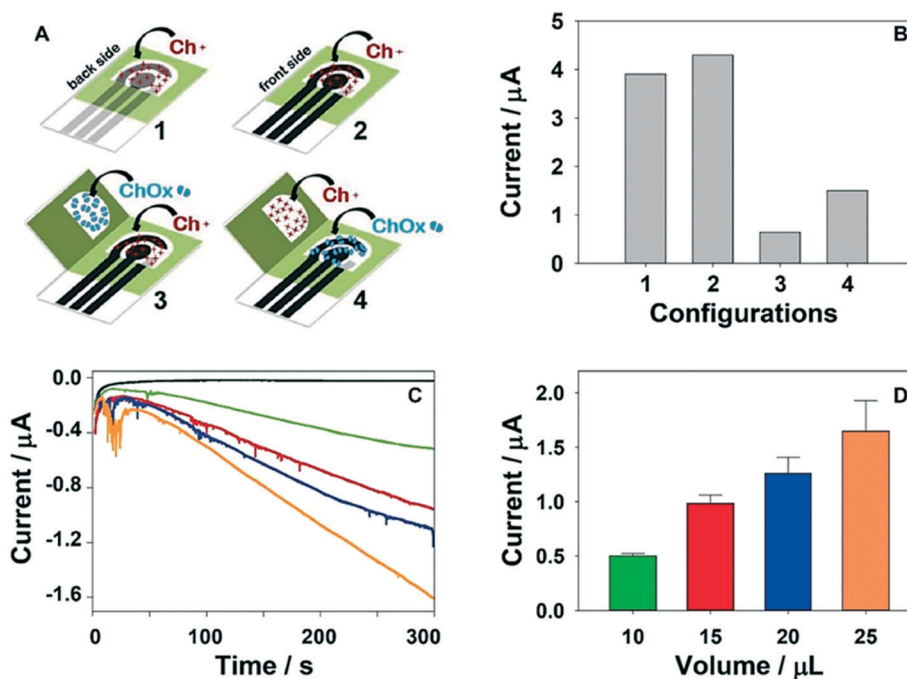 A
back side
Ch+
1
front side
Ch+
2
ChOx
Ch+
3
Ch+
ChOx
4
B
Current / µA
5
4
3
2
1
0
1 2 3 4
Configurations
C
Current / µA
0.0
-0.4
-0.8
-1.2
-1.6
0 100 200 300
Time / s
D
Current / µA
2.0
1.5
1.0
0.5
0.0
10 15 20 25
Volume / µL